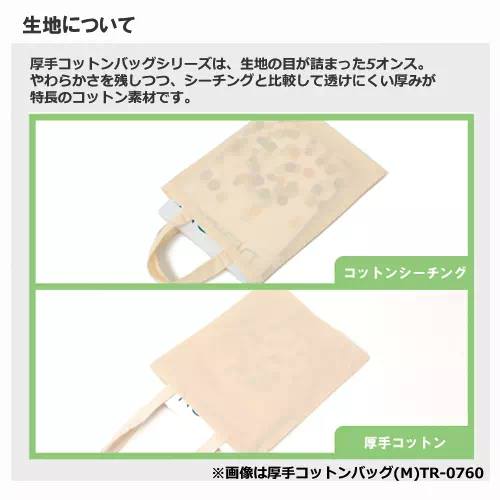 生地について
厚手コットンバッグシリーズは、生地の目が詰まった5オンス。
やわらかさを残しつつ、シーチングと比較して透けにくい厚みが
特長のコットン素材です。
コットンシーチング
厚手コットン
※画像は厚手コットンバッグ(M)TR-0760